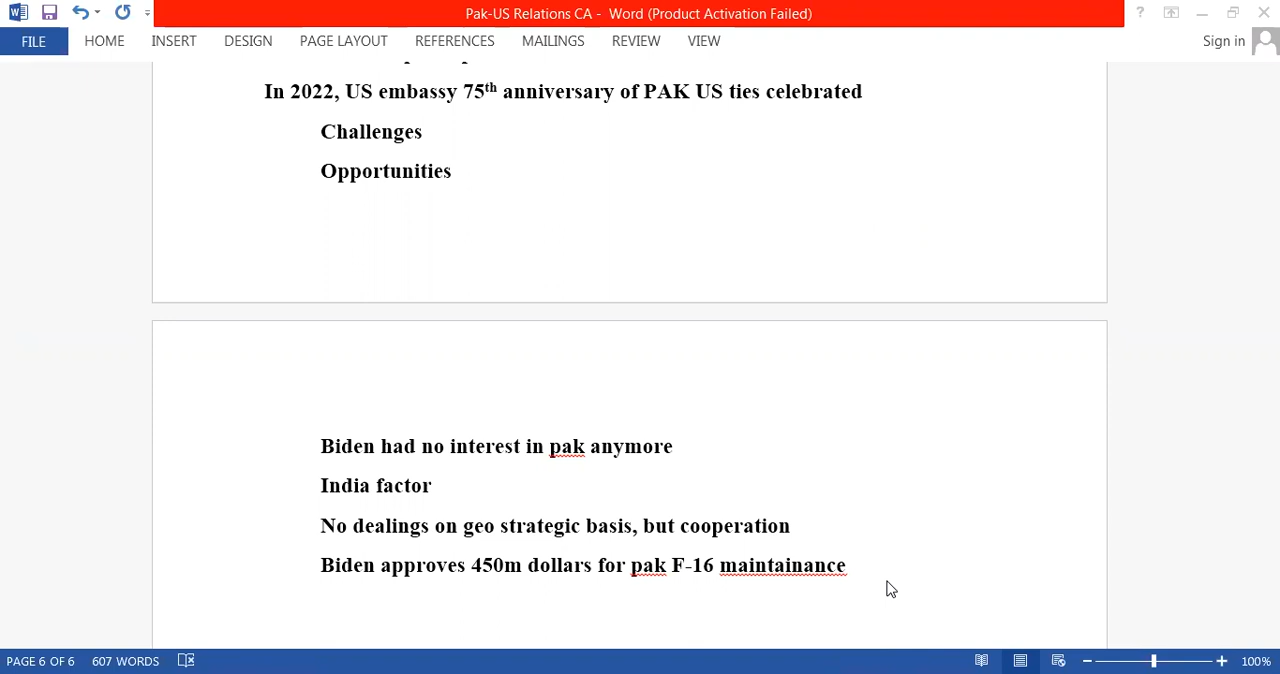 Pak-US Relations CA - Word (Product Activation Failed)
FILE HOME INSERT DESIGN PAGE LAYOUT REFERENCES MAILINGS REVIEW VIEW Sign in
In 2022, US embassy 75th anniversary of PAK US ties celebrated
Challenges
Opportunities
Biden had no interest in pak anymore
India factor
No dealings on geo strategic basis, but cooperation
Biden approves 450m dollars for pak F-16 maintainance
PAGE 6 OF 6 607 WORDS 100%